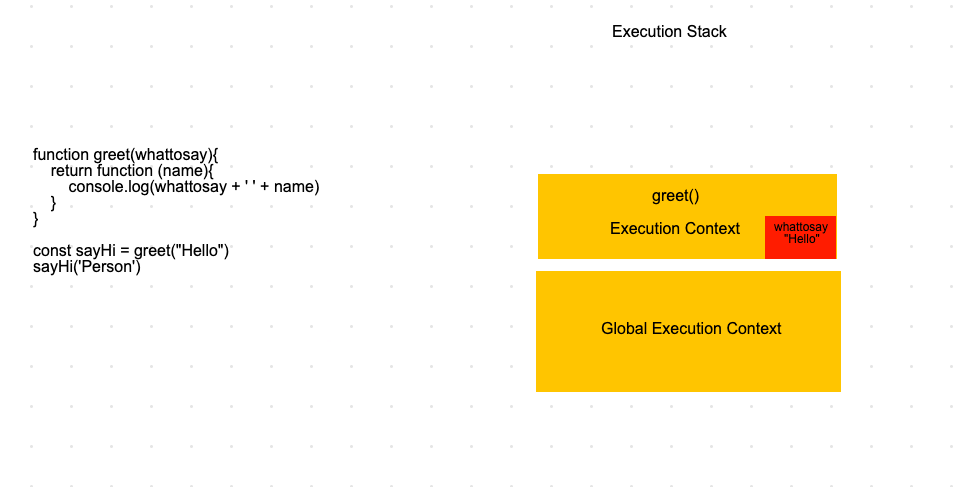 Execution Stack
function greet(whattosay){
return function (name){
console.log(whattosay + ' ' + name)
}
}
const sayHi = greet("Hello")
sayHi('Person')
greet()
Execution Context
whattosay
"Hello"
Global Execution Context